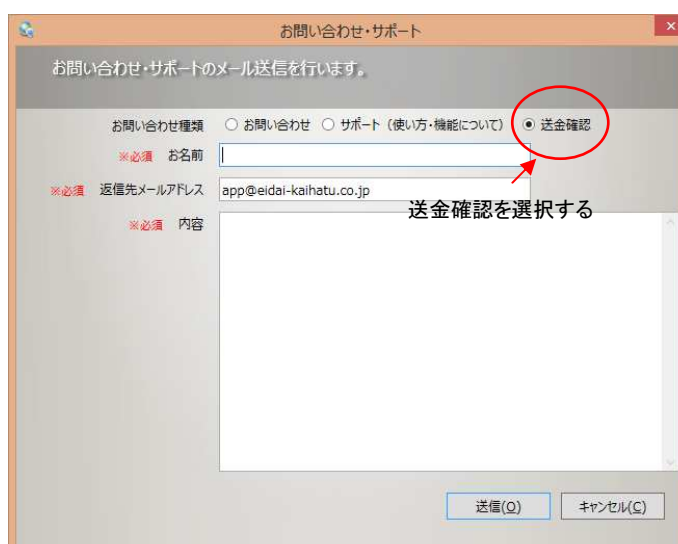 お問い合わせ・サポート
お問い合わせ・サポートのメール送信を行います。
お問い合わせ種類 お問い合わせ サポート（使い方・機能について） 送金確認
※必須 お名前
※必須 返信先メールアドレス app@eidai-kaihatu.co.jp
送金確認を選択する
※必須 内容
送信(O) キャンセル(C)